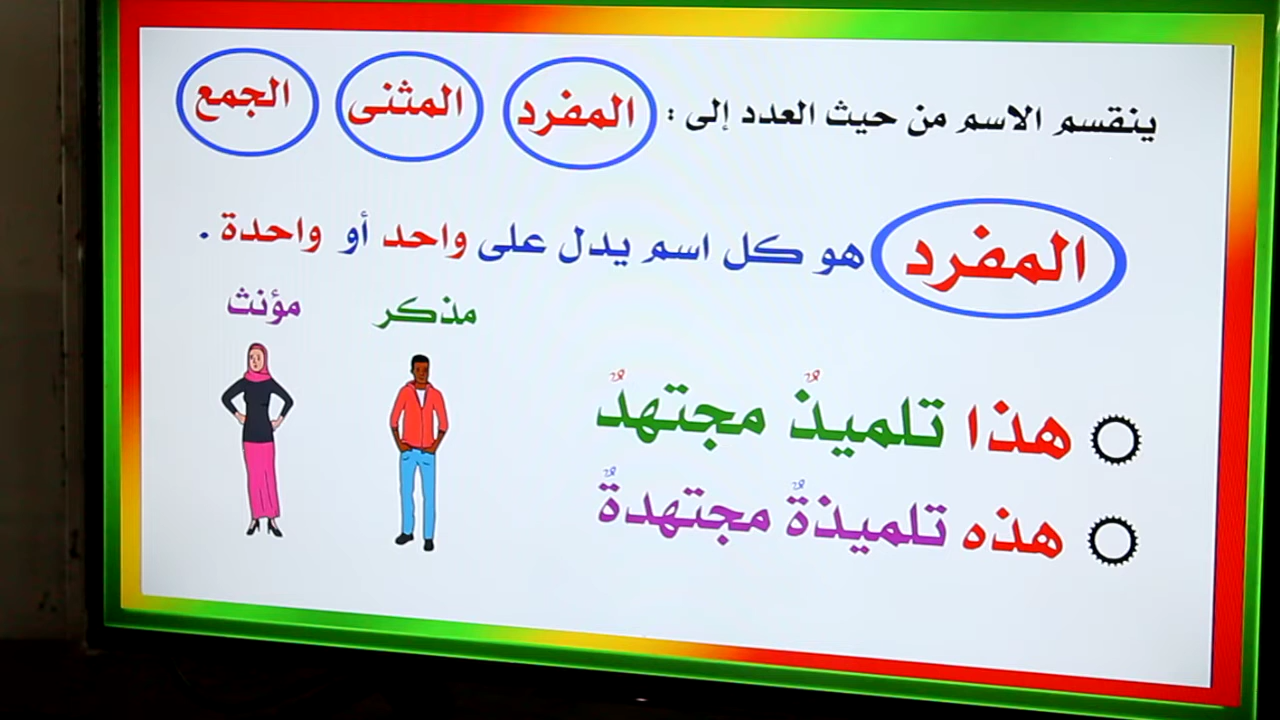 ينقسم الاسم من حيث العدد إلى : المفرد المثنى الجمع
المفرد هو كل اسم يدل على واحد أو واحدة .
مذكر مؤنث
هذا تلميذٌ مجتهدٌ
هذه تلميذةٌ مجتهدةٌ